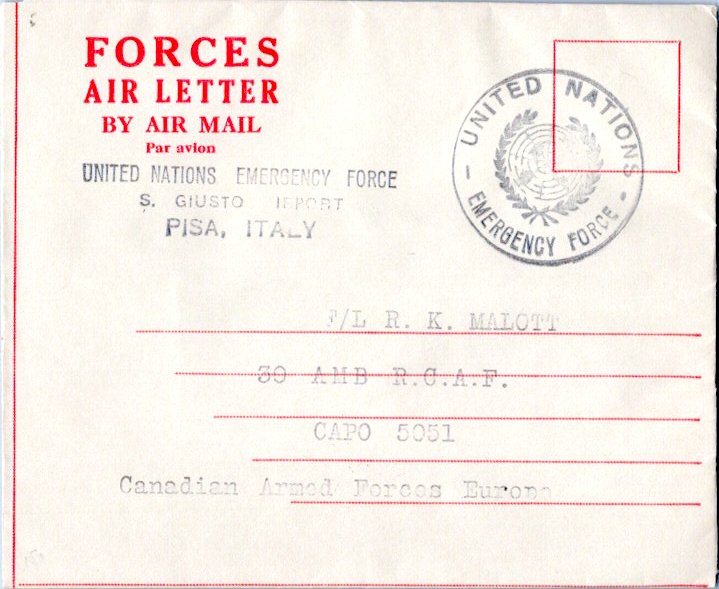 FORCES
AIR LETTER
BY AIR MAIL
Par avion
UNITED NATIONS EMERGENCY FORCE
S. GIUSTO
PISA, ITALY
UNITED NATIONS
- EMERGENCY FORCE -
F/L R. K. MALOTT
30 AMB R.C.A.F.
CAPO 5051
Canadian Armed Forces Europe